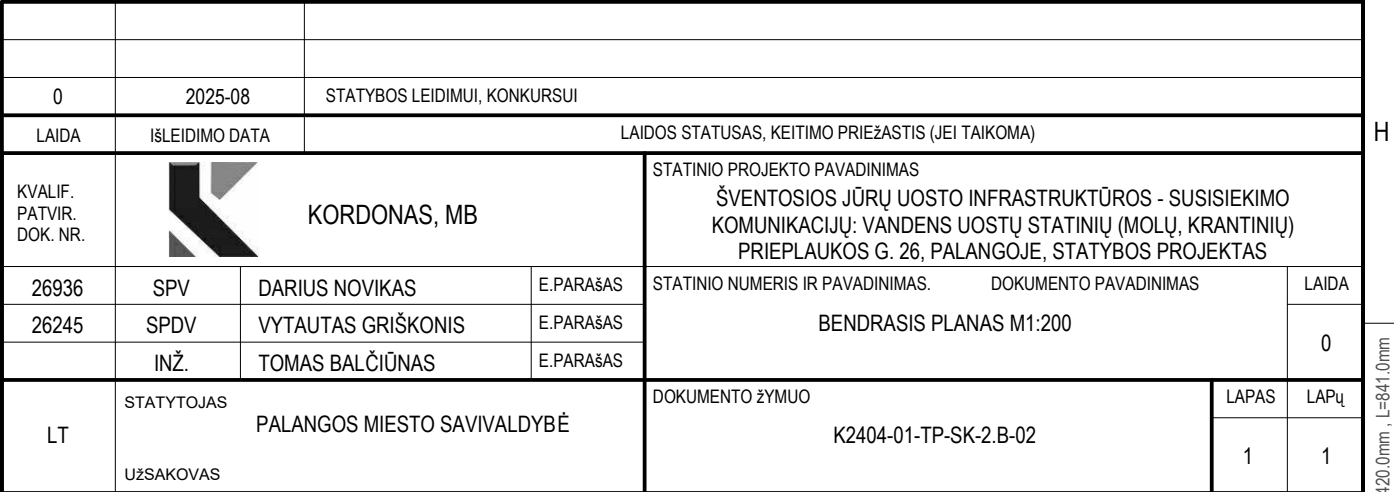 0 2025-08 STATYBOS LEIDIMUI, KONKURSUI
LAIDA IŠLEIDIMO DATA LAIDOS STATUSAS, KEITIMO PRIEŽASTIS (JEI TAIKOMA)
H
KVALIF.
PATVIR.
DOK. NR.
KORDONAS, MB
STATINIO PROJEKTO PAVADINIMAS
ŠVENTOSIOS JŪRŲ UOSTO INFRASTRUKTŪROS - SUSISIEKIMO
KOMUNIKACIJŲ: VANDENS UOSTŲ STATINIŲ (MOLŲ, KRANTINIŲ)
PRIEPLAUKOS G. 26, PALANGOJE, STATYBOS PROJEKTAS
26936 SPV DARIUS NOVIKAS E.PARAŠAS
26245 SPDV VYTAUTAS GRIŠKONIS E.PARAŠAS
INŽ. TOMAS BALČIŪNAS E.PARAŠAS
STATINIO NUMERIS IR PAVADINIMAS. DOKUMENTO PAVADINIMAS LAIDA
BENDRASIS PLANAS M1:200
0
LT
STATYTOJAS
PALANGOS MIESTO SAVIVALDYBĖ
UŽSAKOVAS
DOKUMENTO ŽYMUO LAPAS LAPų
K2404-01-TP-SK-2.B-02
1 1
420.0mm , L=841.0mm